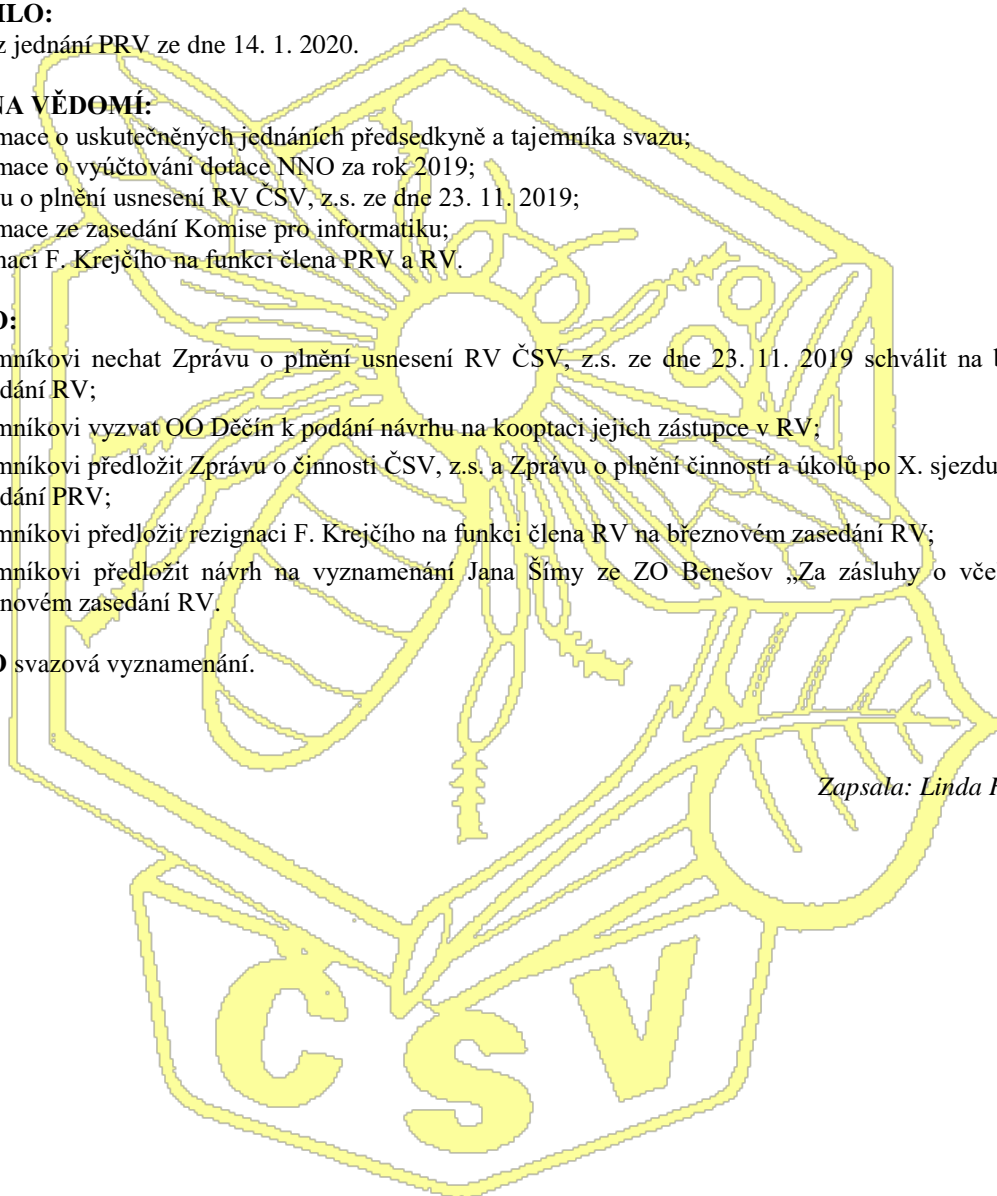 ILO:
z jednání PRV ze dne 14. 1. 2020.
NA VĚDOMÍ:
mace o uskutečněných jednáních předsedkyně a tajemníka svazu;
mace o vyúčtování dotace NNO za rok 2019;
u o plnění usnesení RV ČSV, z.s. ze dne 23. 11. 2019;
mace ze zasedání Komise pro informatiku;
naci F. Krejčího na funkci člena PRV a RV.
O:
mníkovi nechat Zprávu o plnění usnesení RV ČSV, z.s. ze dne 23. 11. 2019 schválit na b
dání RV;
mníkovi vyzvat OO Děčín k podání návrhu na kooptaci jejich zástupce v RV;
mníkovi předložit Zprávu o činnosti ČSV, z.s. a Zprávu o plnění činností a úkolů po X. sjezdu
dání PRV;
mníkovi předložit rezignaci F. Krejčího na funkci člena RV na březnovém zasedání RV;
mníkovi předložit návrh na vyznamenání Jana Šímy ze ZO Benešov „Za zásluhy o vče
novém zasedání RV.
O svazová vyznamenání.
Zapsala: Linda
CSV